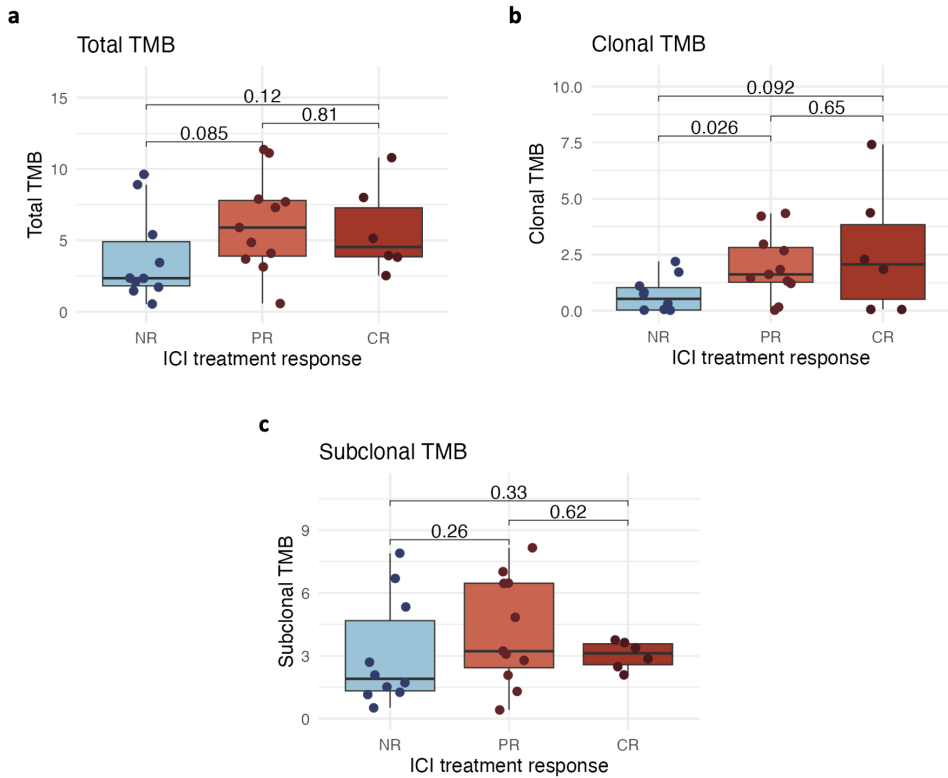 a
Total TMB
15
10
5
0
Total TMB
0.12
0.81
0.085
NR PR CR
ICI treatment response
b
Clonal TMB
10.0
7.5
5.0
2.5
0.0
Clonal TMB
0.092
0.65
0.026
NR PR CR
ICI treatment response
c
Subclonal TMB
9
6
3
0
Subclonal TMB
0.33
0.62
0.26
NR PR CR
ICI treatment response